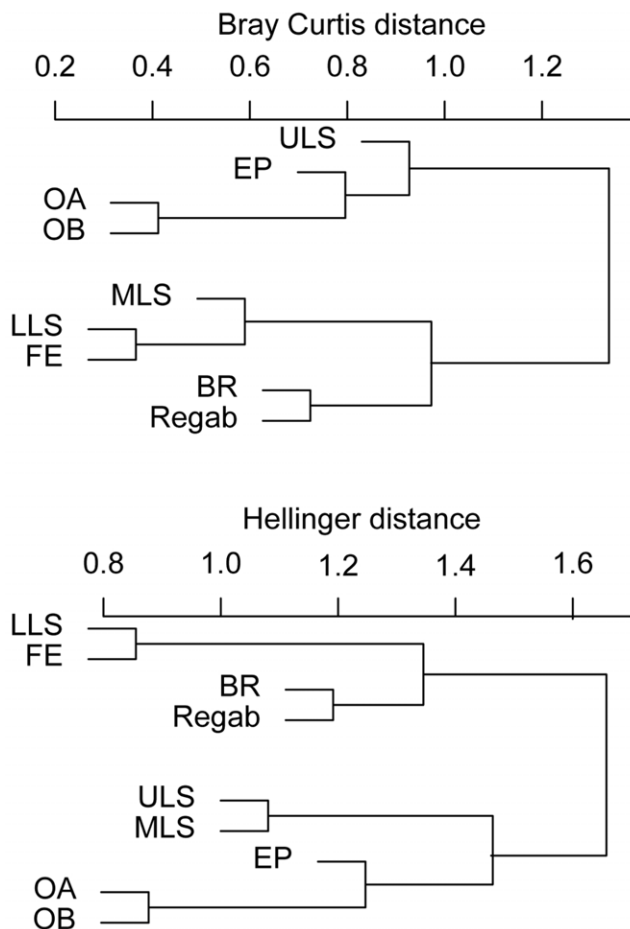 Bray Curtis distance
0.2 0.4 0.6 0.8 1.0 1.2
ULS
EP
OA
OB
MLS
LLS
FE
BR
Regab
Hellinger distance
0.8 1.0 1.2 1.4 1.6
LLS
FE
BR
Regab
ULS
MLS
EP
OA
OB